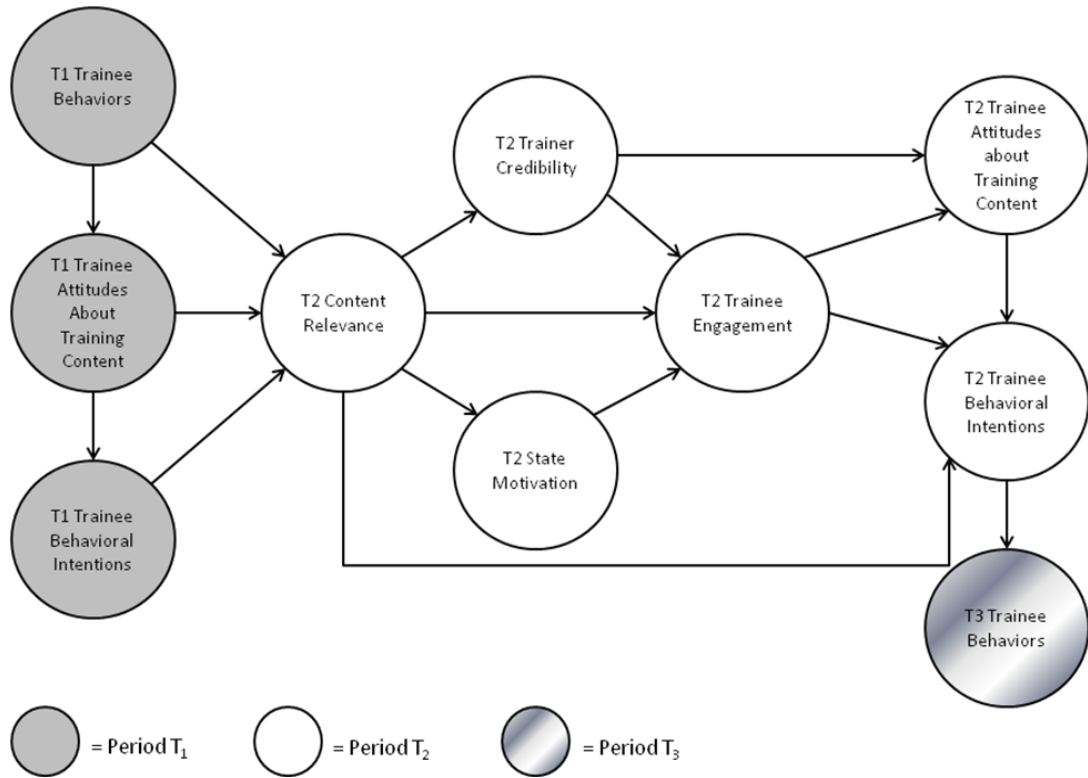 T1 Trainee
Behaviors
T1 Trainee
Attitudes
About
Training
Content
T1 Trainee
Behavioral
Intentions
T2 Content
Relevance
T2 Trainer
Credibility
T2 State
Motivation
T2 Trainee
Engagement
T2 Trainee
Attitudes
about
Training
Content
T2 Trainee
Behavioral
Intentions
T3 Trainee
Behaviors
= Period T₁
= Period T₂
= Period T₃